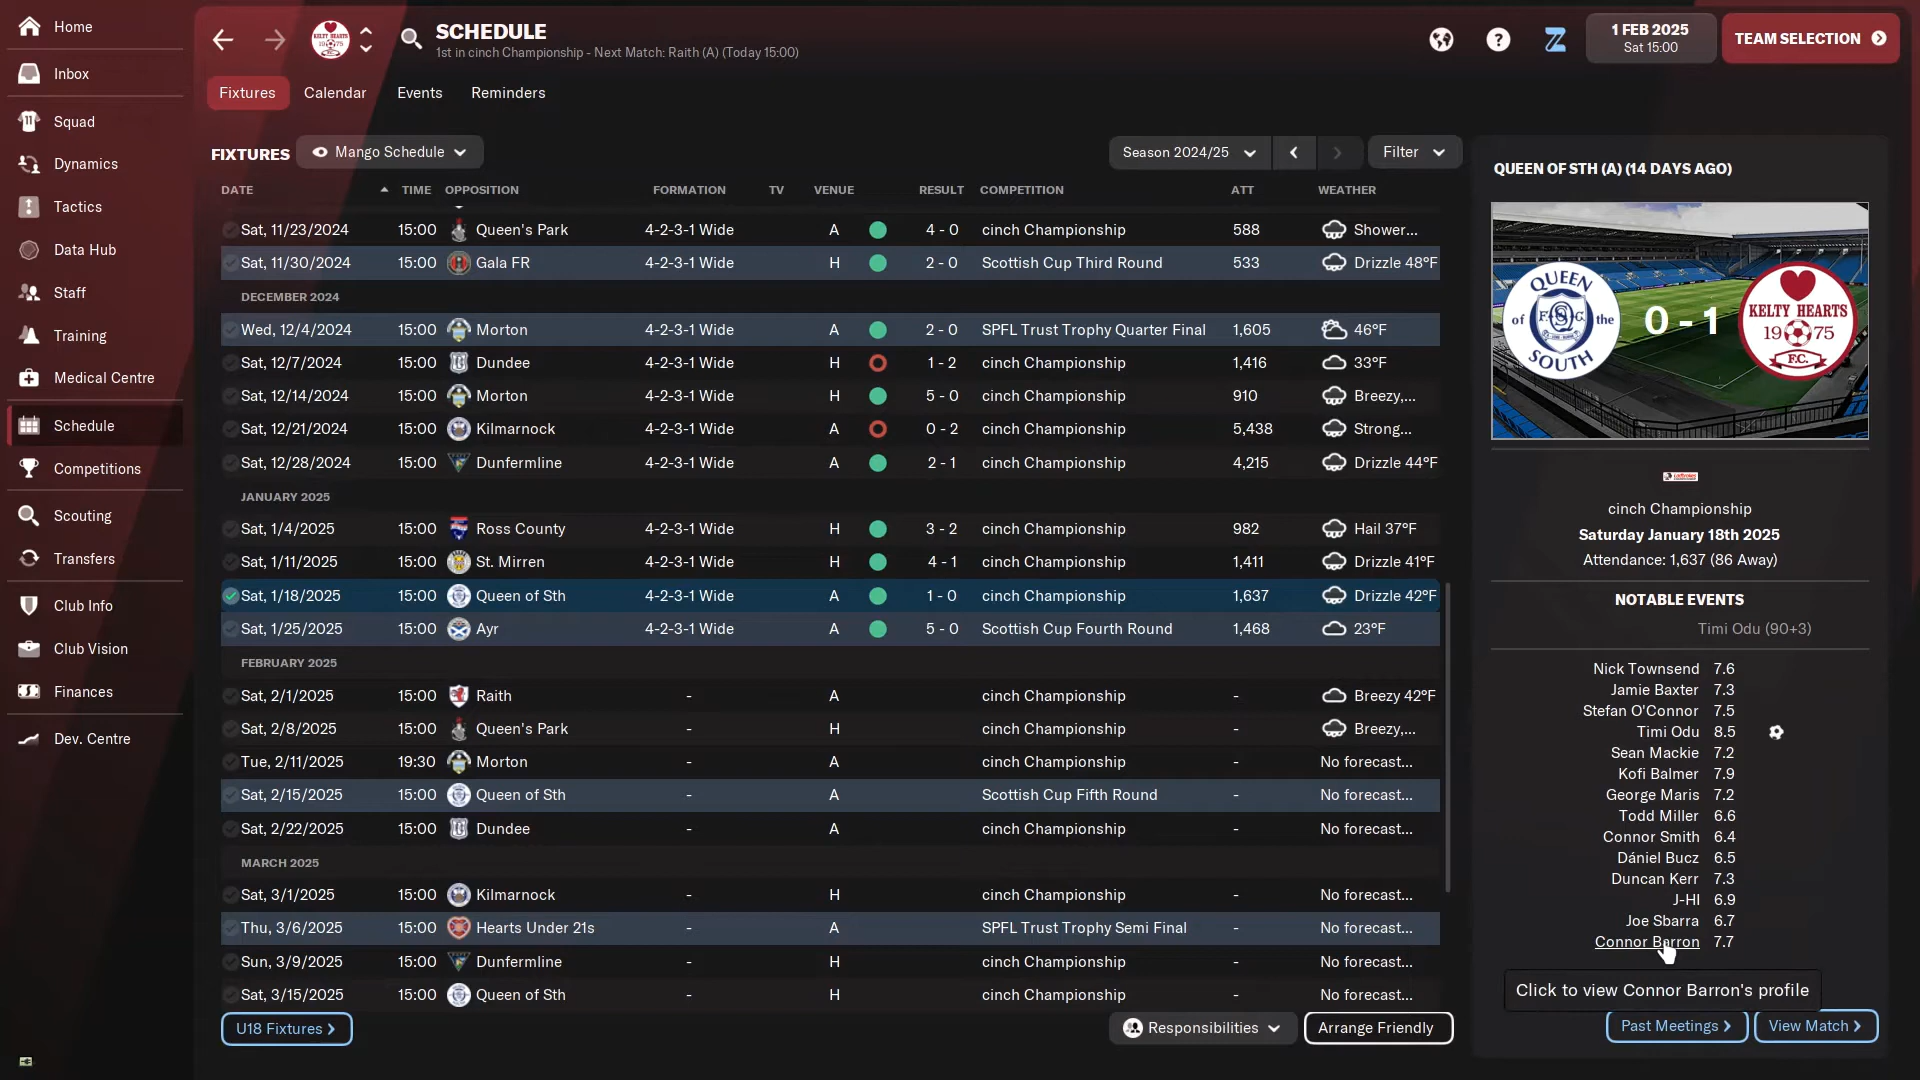 Home
Inbox
Squad
Dynamics
Tactics
Data Hub
Staff
Training
Medical Centre
Schedule
Competitions
Scouting
Transfers
Club Info
Club Vision
Finances
Dev. Centre
KELTY HEARTS
1975
SCHEDULE
1st in cinch Championship - Next Match: Raith (A) (Today 15:00)
?
1 FEB 2025
Sat 15:00
TEAM SELECTION
Fixtures Calendar Events Reminders
FIXTURES Mango Schedule Season 2024/25 Filter
DATE TIME OPPOSITION FORMATION TV VENUE RESULT COMPETITION ATT WEATHER
Sat, 11/23/2024 15:00 Queen's Park 4-2-3-1 Wide A 4 - 0 cinch Championship 588 Shower...
Sat, 11/30/2024 15:00 Gala FR 4-2-3-1 Wide H 2 - 0 Scottish Cup Third Round 533 Drizzle 48°F
DECEMBER 2024
Wed, 12/4/2024 15:00 Morton 4-2-3-1 Wide A 2 - 0 SPFL Trust Trophy Quarter Final 1,605 46°F
Sat, 12/7/2024 15:00 Dundee 4-2-3-1 Wide H 1 - 2 cinch Championship 1,416 33°F
Sat, 12/14/2024 15:00 Morton 4-2-3-1 Wide H 5 - 0 cinch Championship 910 Breezy,...
Sat, 12/21/2024 15:00 Kilmarnock 4-2-3-1 Wide A 0 - 2 cinch Championship 5,438 Strong...
Sat, 12/28/2024 15:00 Dunfermline 4-2-3-1 Wide A 2 - 1 cinch Championship 4,215 Drizzle 44°F
JANUARY 2025
Sat, 1/4/2025 15:00 Ross County 4-2-3-1 Wide H 3 - 2 cinch Championship 982 Hail 37°F
Sat, 1/11/2025 15:00 St. Mirren 4-2-3-1 Wide H 4 - 1 cinch Championship 1,411 Drizzle 41°F
Sat, 1/18/2025 15:00 Queen of Sth 4-2-3-1 Wide A 1 - 0 cinch Championship 1,637 Drizzle 42°F
Sat, 1/25/2025 15:00 Ayr 4-2-3-1 Wide A 5 - 0 Scottish Cup Fourth Round 1,468 23°F
FEBRUARY 2025
Sat, 2/1/2025 15:00 Raith - A cinch Championship - Breezy 42°F
Sat, 2/8/2025 15:00 Queen's Park - H cinch Championship - Breezy,...
Tue, 2/11/2025 19:30 Morton - A cinch Championship - No forecast...
Sat, 2/15/2025 15:00 Queen of Sth - A Scottish Cup Fifth Round - No forecast...
Sat, 2/22/2025 15:00 Dundee - A cinch Championship - No forecast...
MARCH 2025
Sat, 3/1/2025 15:00 Kilmarnock - H cinch Championship - No forecast...
Thu, 3/6/2025 15:00 Hearts Under 21s - A SPFL Trust Trophy Semi Final - No forecast...
Sun, 3/9/2025 15:00 Dunfermline - H cinch Championship - No forecast...
Sat, 3/15/2025 15:00 Queen of Sth - H cinch Championship - No forecast...
U18 Fixtures Responsibilities Arrange Friendly
QUEEN OF STH (A) (14 DAYS AGO)
QUEEN
of the
SOUTH
0 - 1
KELTY HEARTS
1975
F.C.
cinch Championship
Saturday January 18th 2025
Attendance: 1,637 (86 Away)
NOTABLE EVENTS
Timi Odu (90+3)
Nick Townsend 7.6
Jamie Baxter 7.3
Stefan O'Connor 7.5
Timi Odu 8.5
Sean Mackie 7.2
Kofi Balmer 7.9
George Maris 7.2
Todd Miller 6.6
Connor Smith 6.4
Dániel Bucz 6.5
Duncan Kerr 7.3
J-HI 6.9
Joe Sbarra 6.7
Connor Barron 7.7
Click to view Connor Barron's profile
Past Meetings View Match